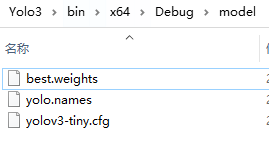 Yolo3 > bin > x64 > Debug > model
名称
best.weights
yolo.names
yolov3-tiny.cfg